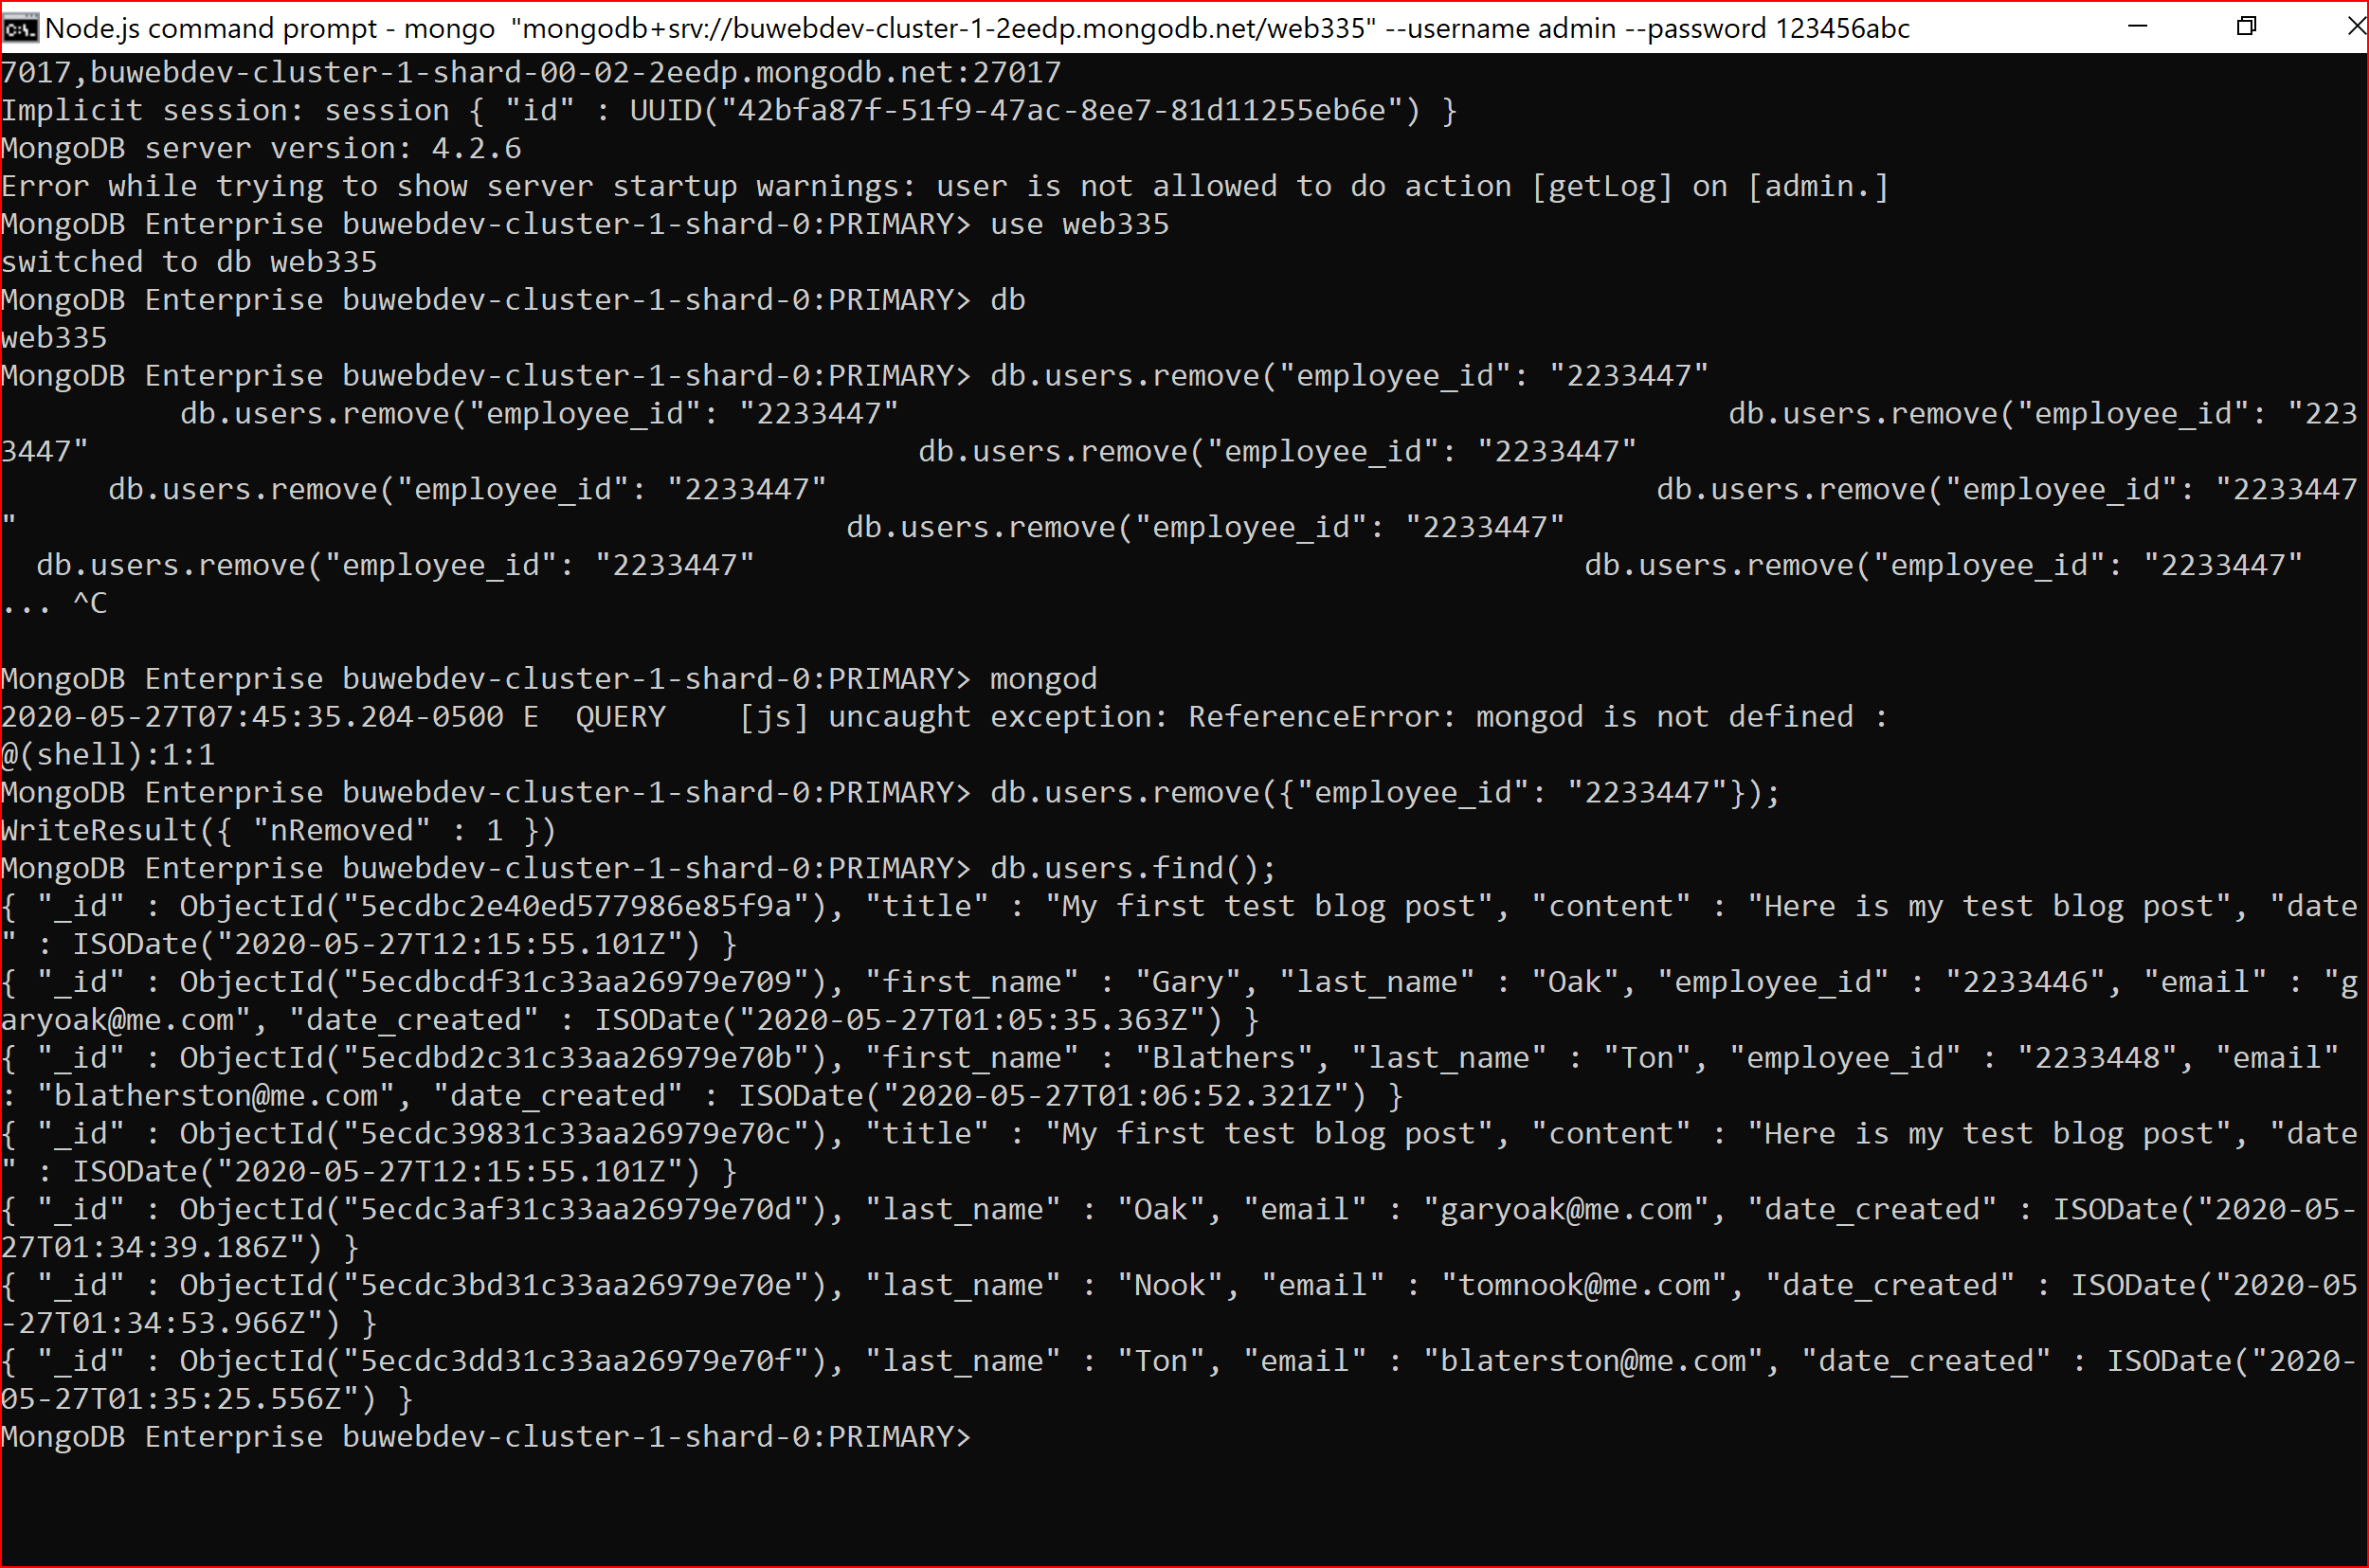 Node.js command prompt - mongo  "mongodb+srv://buwebdev-cluster-1-2eedp.mongodb.net/web335" --username admin --password 123456abc
7017,buwebdev-cluster-1-shard-00-02-2eedp.mongodb.net:27017
Implicit session: session { "id" : UUID("42bfa87f-51f9-47ac-8ee7-81d11255eb6e") }
MongoDB server version: 4.2.6
Error while trying to show server startup warnings: user is not allowed to do action [getLog] on [admin.]
MongoDB Enterprise buwebdev-cluster-1-shard-0:PRIMARY> use web335
switched to db web335
MongoDB Enterprise buwebdev-cluster-1-shard-0:PRIMARY> db
web335
MongoDB Enterprise buwebdev-cluster-1-shard-0:PRIMARY> db.users.remove("employee_id": "2233447"
db.users.remove("employee_id": "2233447" db.users.remove("employee_id": "223
3447" db.users.remove("employee_id": "2233447"
db.users.remove("employee_id": "2233447" db.users.remove("employee_id": "2233447
" db.users.remove("employee_id": "2233447"
db.users.remove("employee_id": "2233447" db.users.remove("employee_id": "2233447"
... ^C
MongoDB Enterprise buwebdev-cluster-1-shard-0:PRIMARY> mongod
2020-05-27T07:45:35.204-0500 E  QUERY    [js] uncaught exception: ReferenceError: mongod is not defined :
@(shell):1:1
MongoDB Enterprise buwebdev-cluster-1-shard-0:PRIMARY> db.users.remove({"employee_id": "2233447"});
WriteResult({ "nRemoved" : 1 })
MongoDB Enterprise buwebdev-cluster-1-shard-0:PRIMARY> db.users.find();
{ "_id" : ObjectId("5ecdbc2e40ed577986e85f9a"), "title" : "My first test blog post", "content" : "Here is my test blog post", "date
" : ISODate("2020-05-27T12:15:55.101Z") }
{ "_id" : ObjectId("5ecdbcdf31c33aa26979e709"), "first_name" : "Gary", "last_name" : "Oak", "employee_id" : "2233446", "email" : "g
aryoak@me.com", "date_created" : ISODate("2020-05-27T01:05:35.363Z") }
{ "_id" : ObjectId("5ecdbd2c31c33aa26979e70b"), "first_name" : "Blathers", "last_name" : "Ton", "employee_id" : "2233448", "email"
: "blatherston@me.com", "date_created" : ISODate("2020-05-27T01:06:52.321Z") }
{ "_id" : ObjectId("5ecdc39831c33aa26979e70c"), "title" : "My first test blog post", "content" : "Here is my test blog post", "date
" : ISODate("2020-05-27T12:15:55.101Z") }
{ "_id" : ObjectId("5ecdc3af31c33aa26979e70d"), "last_name" : "Oak", "email" : "garyoak@me.com", "date_created" : ISODate("2020-05-
27T01:34:39.186Z") }
{ "_id" : ObjectId("5ecdc3bd31c33aa26979e70e"), "last_name" : "Nook", "email" : "tomnook@me.com", "date_created" : ISODate("2020-05
-27T01:34:53.966Z") }
{ "_id" : ObjectId("5ecdc3dd31c33aa26979e70f"), "last_name" : "Ton", "email" : "blaterston@me.com", "date_created" : ISODate("2020-
05-27T01:35:25.556Z") }
MongoDB Enterprise buwebdev-cluster-1-shard-0:PRIMARY>